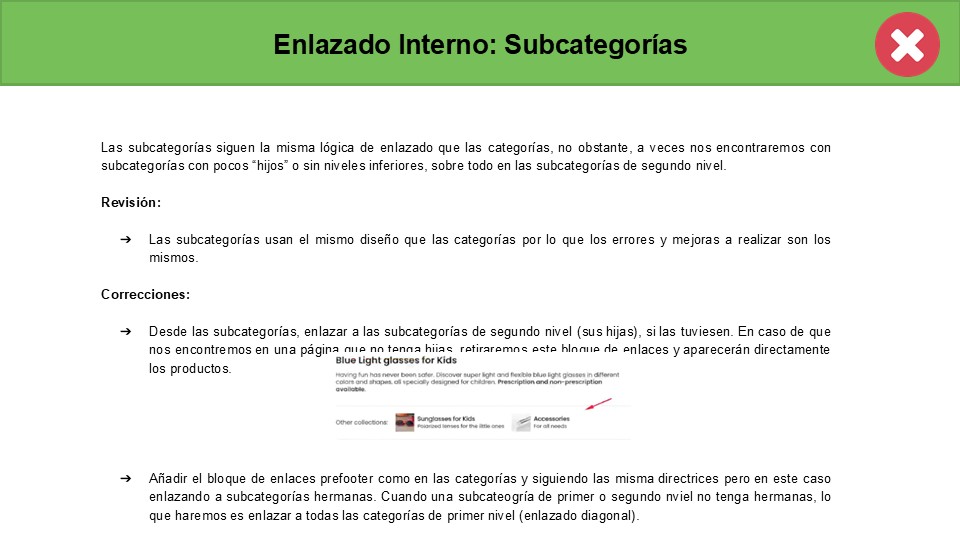 Enlazado Interno: Subcategorías
Las subcategorías siguen la misma lógica de enlazado que las categorías, no obstante, a veces nos encontraremos con
subcategorías con pocos “hijos” o sin niveles inferiores, sobre todo en las subcategorías de segundo nivel.
Revisión:
➔ Las subcategorías usan el mismo diseño que las categorías por lo que los errores y mejoras a realizar son los
mismos.
Correcciones:
➔ Desde las subcategorías, enlazar a las subcategorías de segundo nivel (sus hijas), si las tuviesen. En caso de que
nos encontremos en una página que no tenga hijas, retiraremos este bloque de enlaces y aparecerán directamente
los productos.
Blue Light glasses for Kids
Having fun has never been safer. Discover super light and flexible blue light glasses in different
colors and shapes, all specially designed for children. Prescription and non-prescription
available.
Other collections: Sunglasses for Kids Accessories
Polarized lenses for the little ones For all needs
➔ Añadir el bloque de enlaces prefooter como en las categorías y siguiendo las misma directrices pero en este caso
enlazando a subcategorías hermanas. Cuando una subcateogría de primer o segundo nviel no tenga hermanas, lo
que haremos es enlazar a todas las categorías de primer nivel (enlazado diagonal).